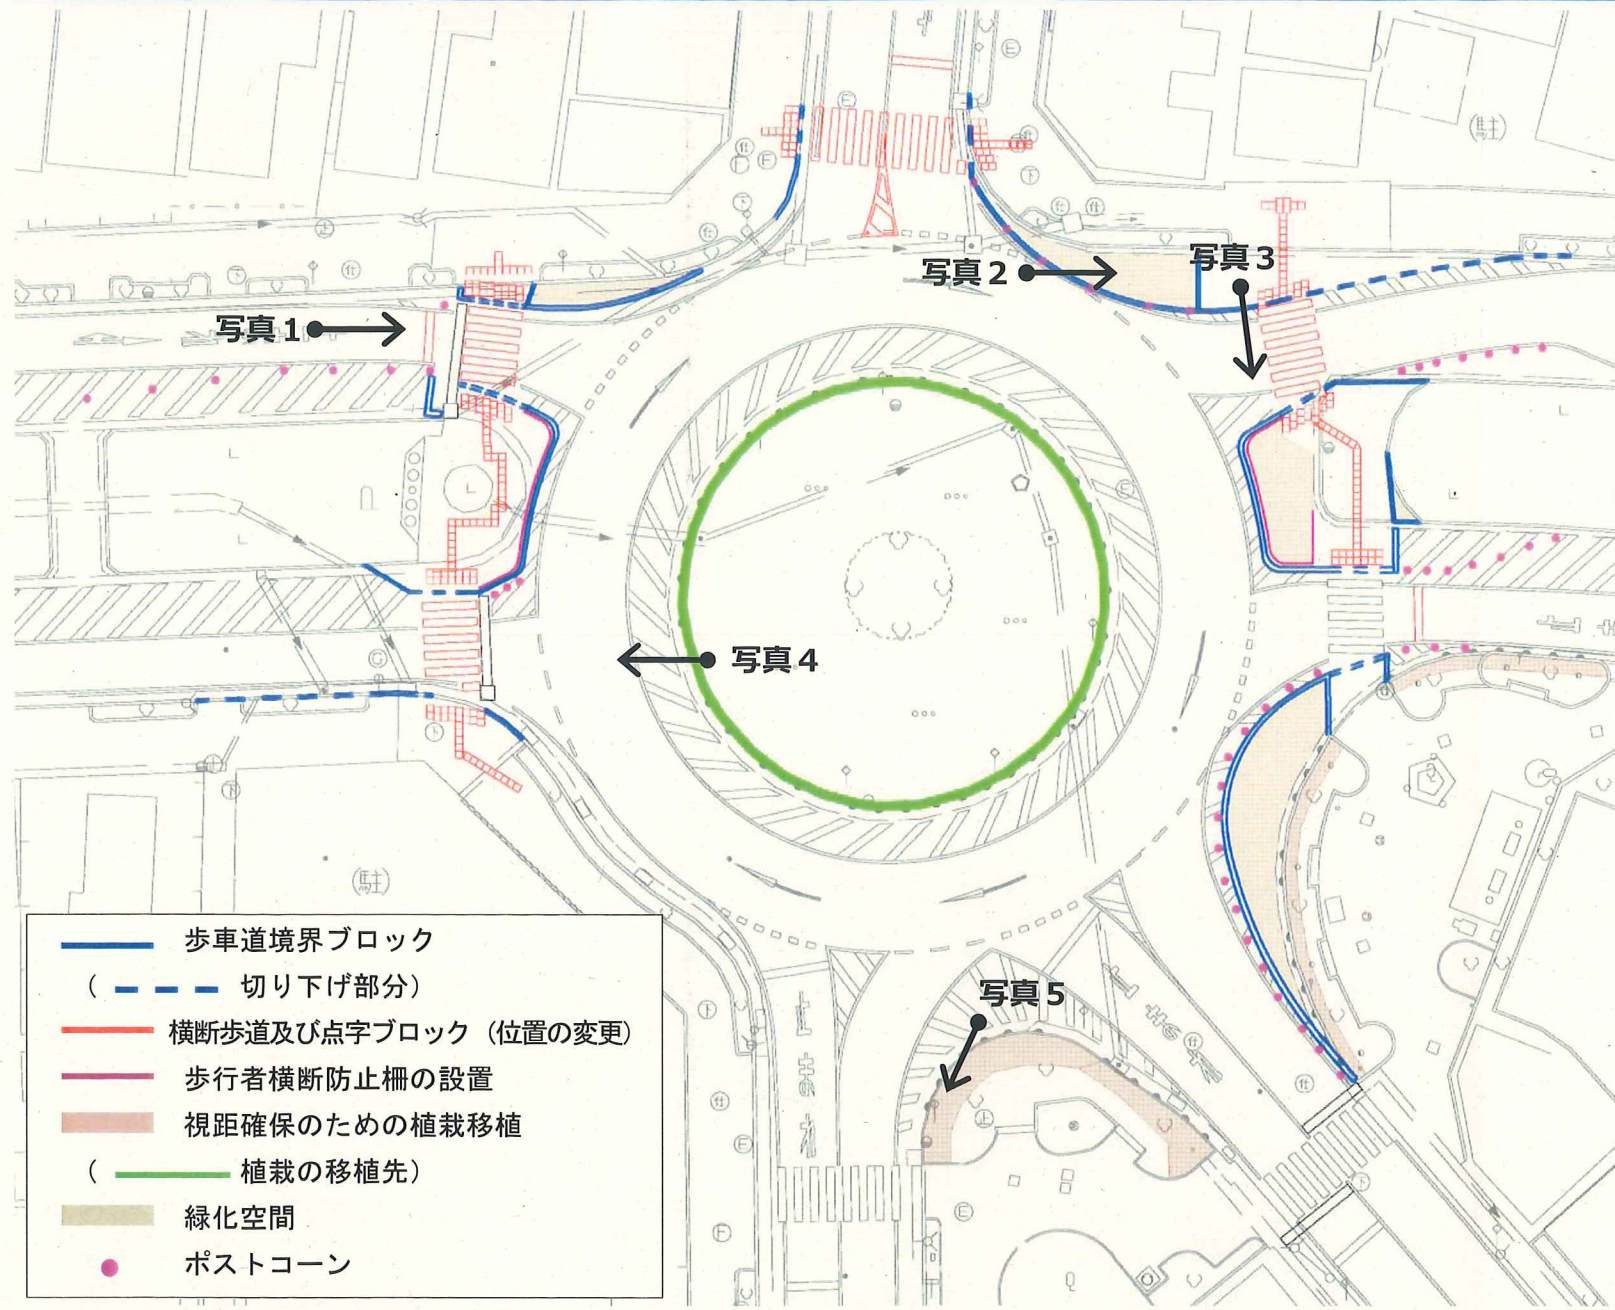 (駐)
写真3
写真2
写真1
写真4
(駐)
写真5
歩車道境界ブロック
( 切り下げ部分)
横断歩道及び点字ブロック (位置の変更)
歩行者横断防止柵の設置
視距確保のための植栽移植
( 植栽の移植先)
緑化空間
ポストコーン